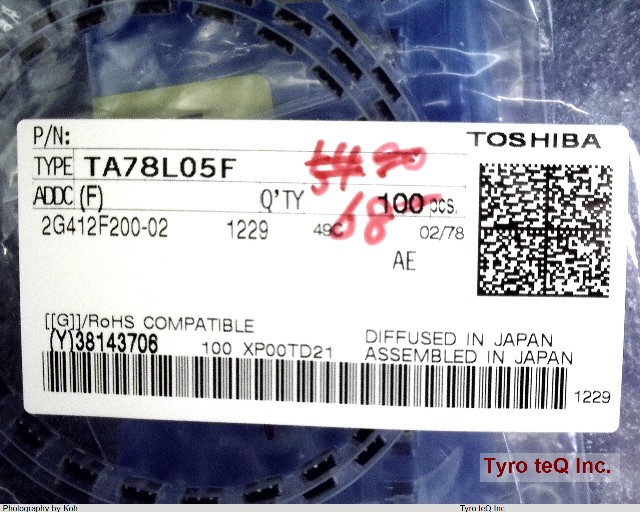 P/N:
TOSHIBA
TYPE TA78L05F
ADDC (F) Q'TY 100 pcs.
68
2G412F200-02 1229 49C 02/78
AE
[[G]]/RoHS COMPATIBLE
(Y)38143706 100 XP00TD21
DIFFUSED IN JAPAN
ASSEMBLED IN JAPAN
1229
Tyro teQ Inc.
Photography by Koh Tyro teQ Inc